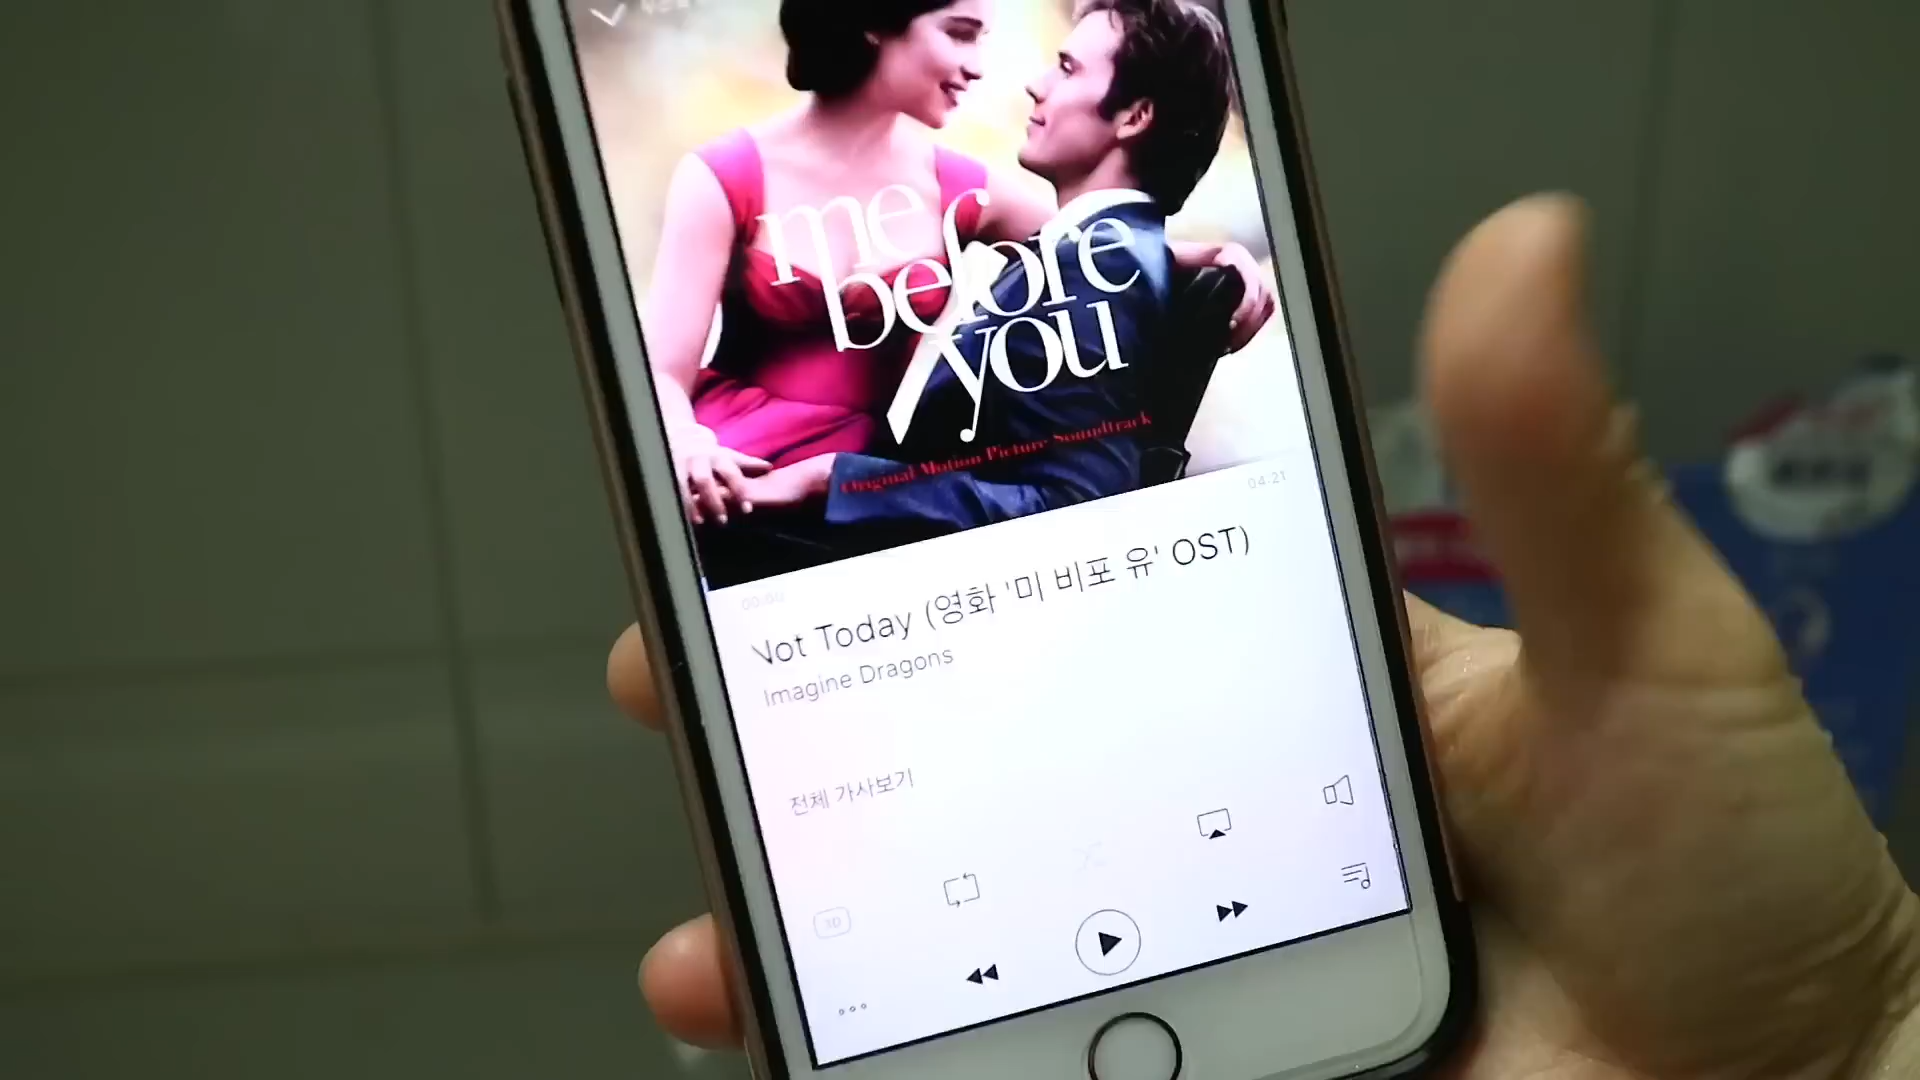 me
before
you
Original Motion Picture Soundtrack
04:21
00:00
Not Today (영화 '미 비포 유' OST)
Imagine Dragons
전체 가사보기